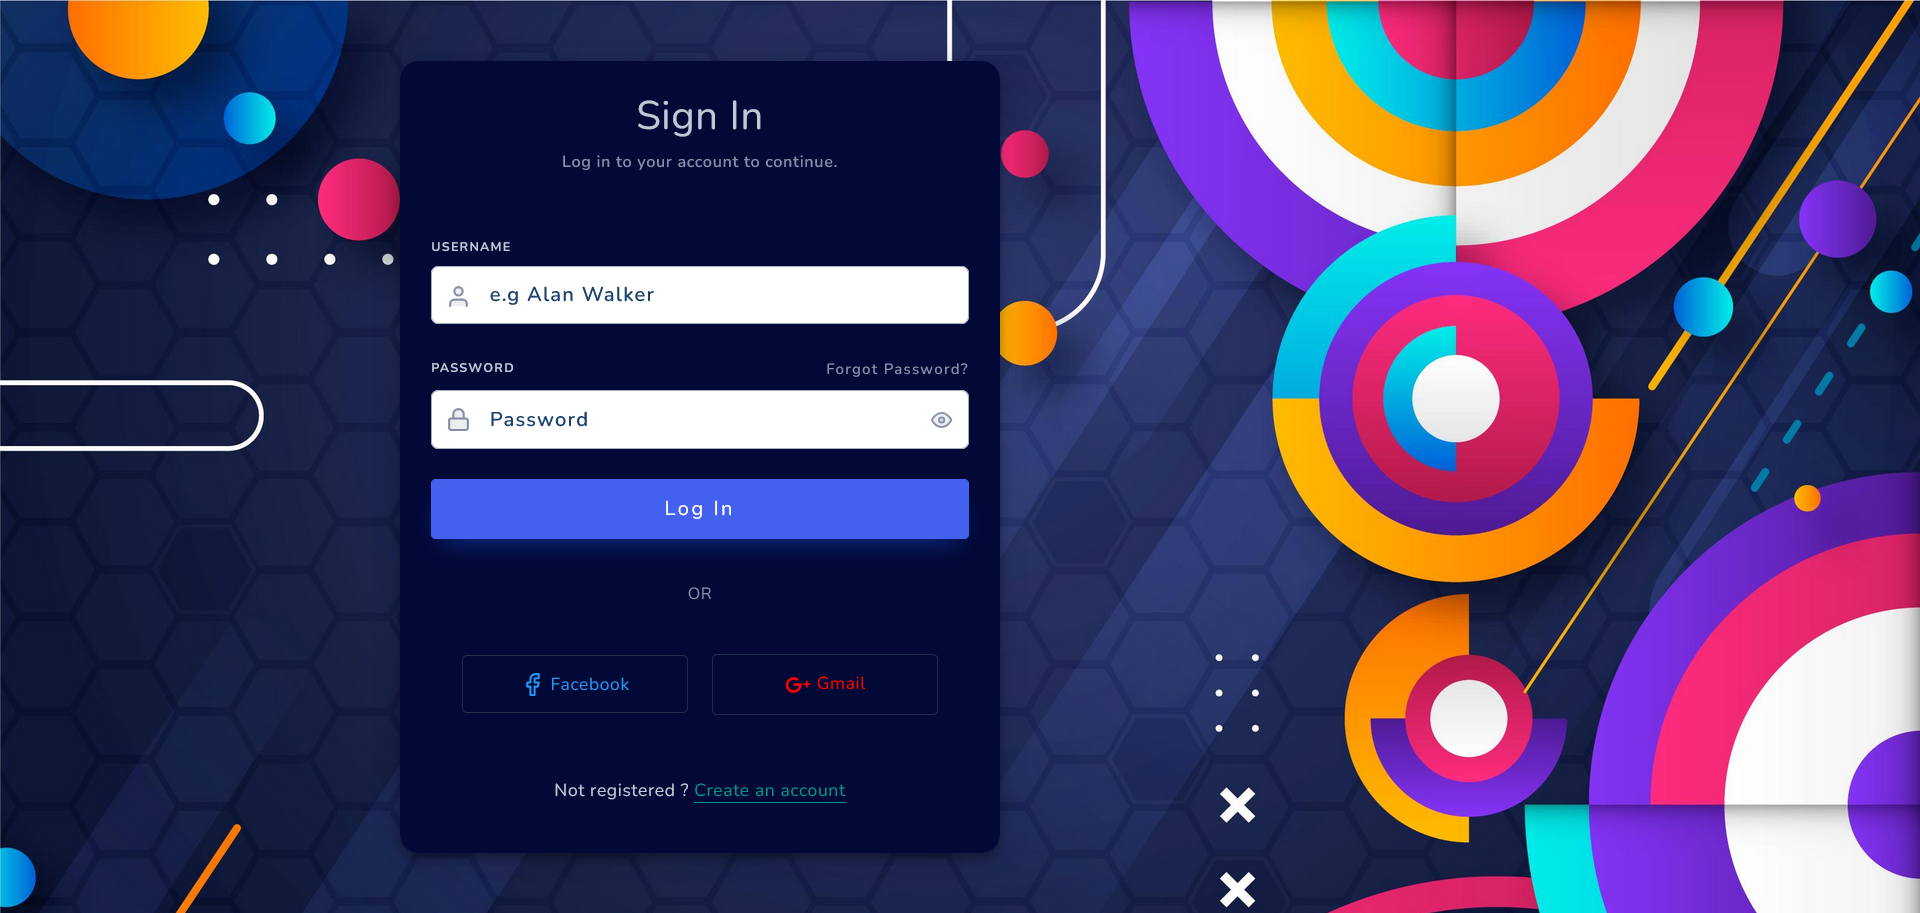 Sign In
Log in to your account to continue.
USERNAME
e.g Alan Walker
PASSWORD
Forgot Password?
Password
Log In
OR
Facebook
G+ Gmail
Not registered ? Create an account